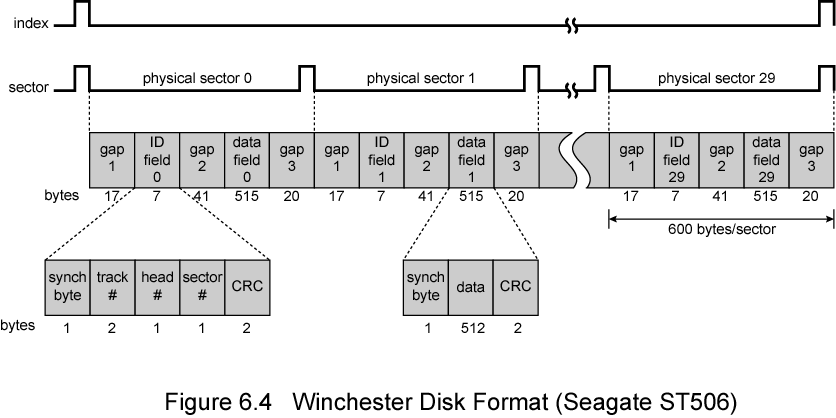 index
sector
physical sector 0 physical sector 1 physical sector 29
gap 1 ID field 0 gap 2 data field 0 gap 3 gap 1 ID field 1 gap 2 data field 1 gap 3 gap 1 ID field 29 gap 2 data field 29 gap 3
bytes 17 7 41 515 20 17 7 41 515 20 17 7 41 515 20
600 bytes/sector
synch byte track # head # sector # CRC synch byte data CRC
bytes 1 2 1 1 2 1 512 2
Figure 6.4 Winchester Disk Format (Seagate ST506)